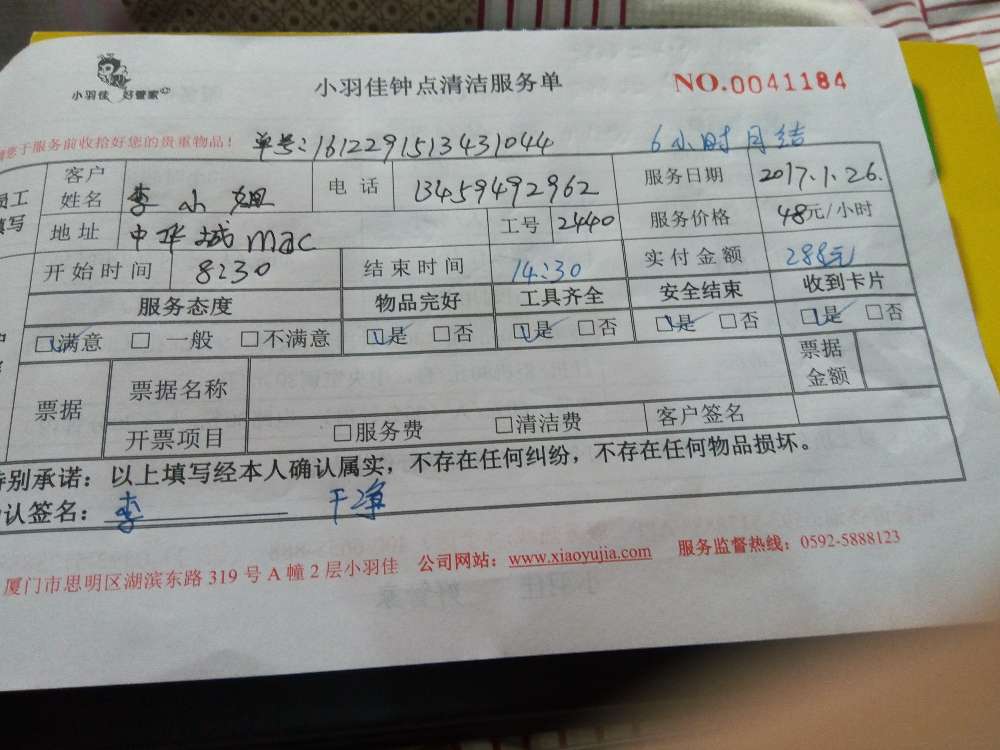 小羽佳 好管家
小羽佳钟点清洁服务单
NO.0041184
您于服务前收拾好您的贵重物品！
单号:1612291513431044
6小时月结
员工填写
客户姓名 李小姐 电话 13459492962 服务日期 2017.1.26.
地址 中华城mac 工号 2440 服务价格 48元/小时
开始时间 8:30 结束时间 14:30 实付金额 288元
服务态度 物品完好 工具齐全 安全结束 收到卡片
满意 一般 不满意 是 否 是 否 是 否 是 否
票据 票据名称 票据金额
开票项目 服务费 清洁费 客户签名
特别承诺：以上填写经本人确认属实，不存在任何纠纷，不存在任何物品损坏。
认签名：李 干净
厦门市思明区湖滨东路 319 号 A 幢 2 层小羽佳 公司网站：www.xiaoyujia.com 服务监督热线：0592-5888123